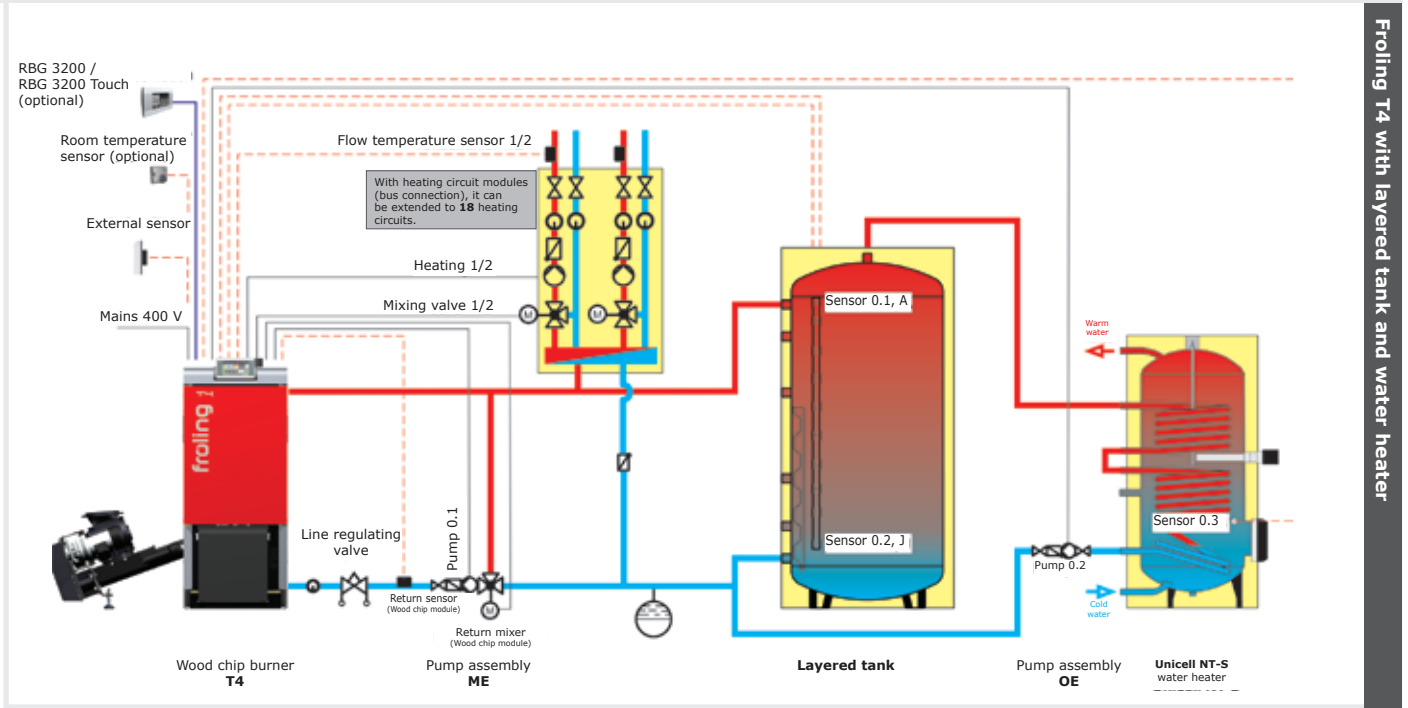 Froling T4 with layered tank and water heater
RBG 3200 /
RBG 3200 Touch
(optional)
Room temperature
sensor (optional)
External sensor
Mains 400 V
Flow temperature sensor 1/2
With heating circuit modules
(bus connection), it can
be extended to 18 heating
circuits.
Heating 1/2
Mixing valve 1/2
M
M
froling
Line regulating
valve
Pump 0.1
Return sensor
(Wood chip module)
M
Return mixer
(Wood chip module)
Sensor 0.1, A
Sensor 0.2, J
Warm
water
Sensor 0.3
Pump 0.2
Cold
water
Wood chip burner
T4
Pump assembly
ME
Layered tank
Pump assembly
OE
Unicell NT-S
water heater